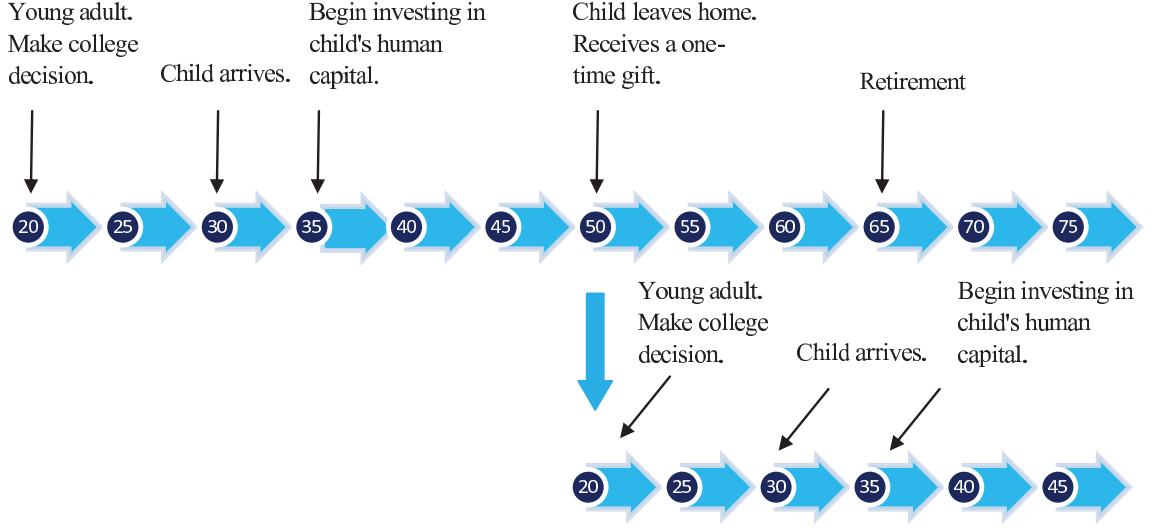 Young adult.
Make college
decision.
Child arrives.
Begin investing in
child's human
capital.
Child leaves home.
Receives a one-
time gift.
Retirement
20 25 30 35 40 45 50 55 60 65 70 75
Young adult.
Make college
decision.
Child arrives.
Begin investing in
child's human
capital.
20 25 30 35 40 45